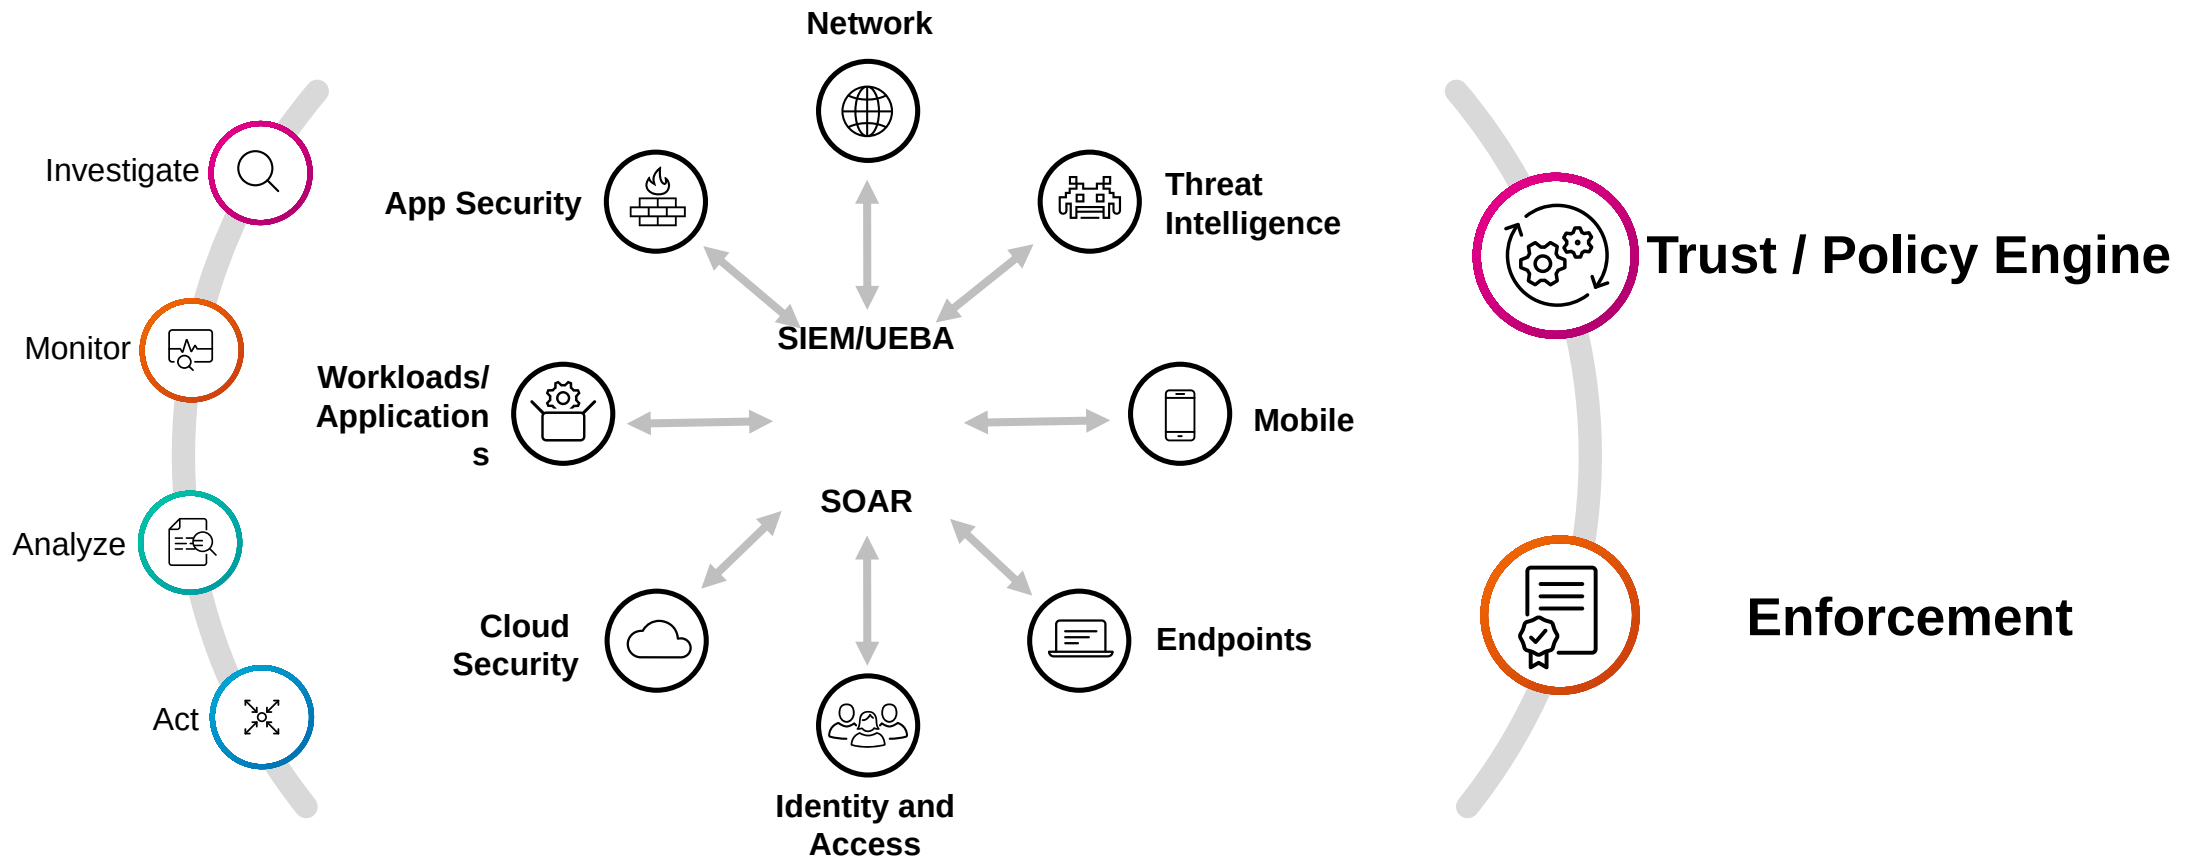 Network
Investigate
App Security
Threat
Intelligence
Trust / Policy Engine
Monitor
SIEM/UEBA
Workloads/
Application
s
Mobile
SOAR
Analyze
Cloud
Security
Endpoints
Enforcement
Act
Identity and
Access